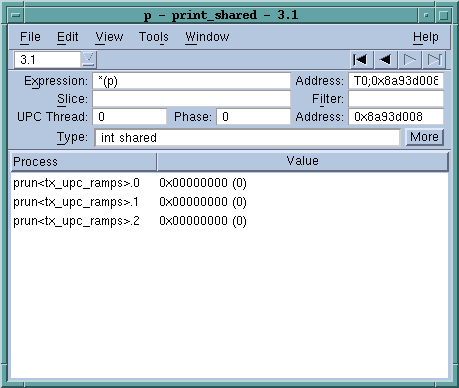 p - print_shared - 3.1
File Edit View Tools Window Help
3.1
Expression: *(p) Address: T0;0x8a93d008
Slice: Filter:
UPC Thread: 0 Phase: 0 Address: 0x8a93d008
Type: int shared More
Process Value
prun<tx_upc_ramps>.0 0x00000000 (0)
prun<tx_upc_ramps>.1 0x00000000 (0)
prun<tx_upc_ramps>.2 0x00000000 (0)